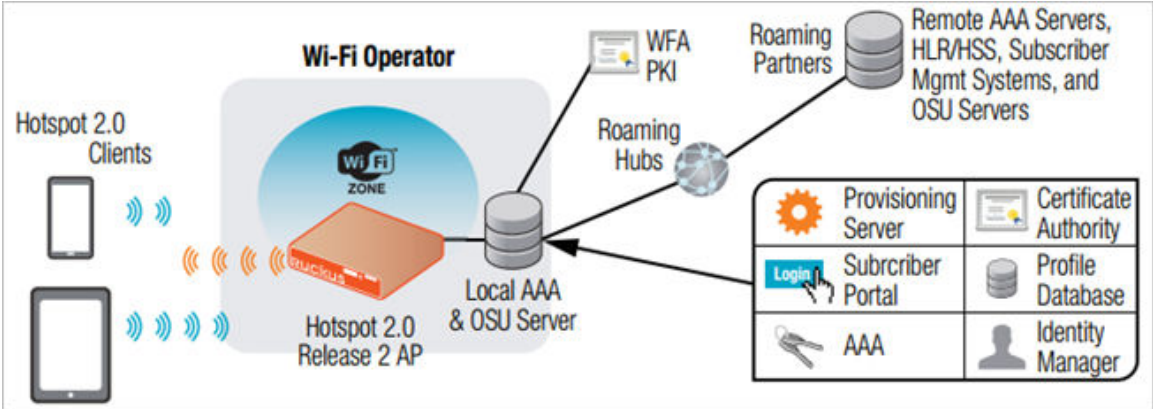 Wi-Fi Operator
Hotspot 2.0
Clients
Wi Fi
ZONE
RUCKUS
Hotspot 2.0
Release 2 AP
Local AAA
& OSU Server
WFA
PKI
Roaming
Hubs
Roaming
Partners
Remote AAA Servers,
HLR/HSS, Subscriber
Mgmt Systems, and
OSU Servers
Provisioning
Server
Certificate
Authority
Login
Subrcriber
Portal
Profile
Database
AAA
Identity
Manager